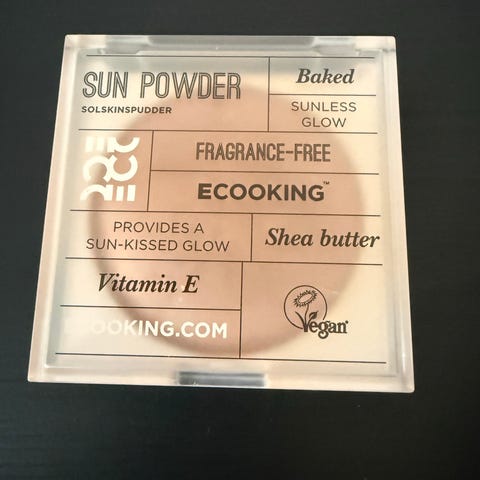 SUN POWDER
SOLSKINSPUDDER
Baked
SUNLESS
GLOW
FRAGRANCE-FREE
ECOOKING™
PROVIDES A
SUN-KISSED GLOW
Shea butter
Vitamin E
ECOOKING.COM
Vegan